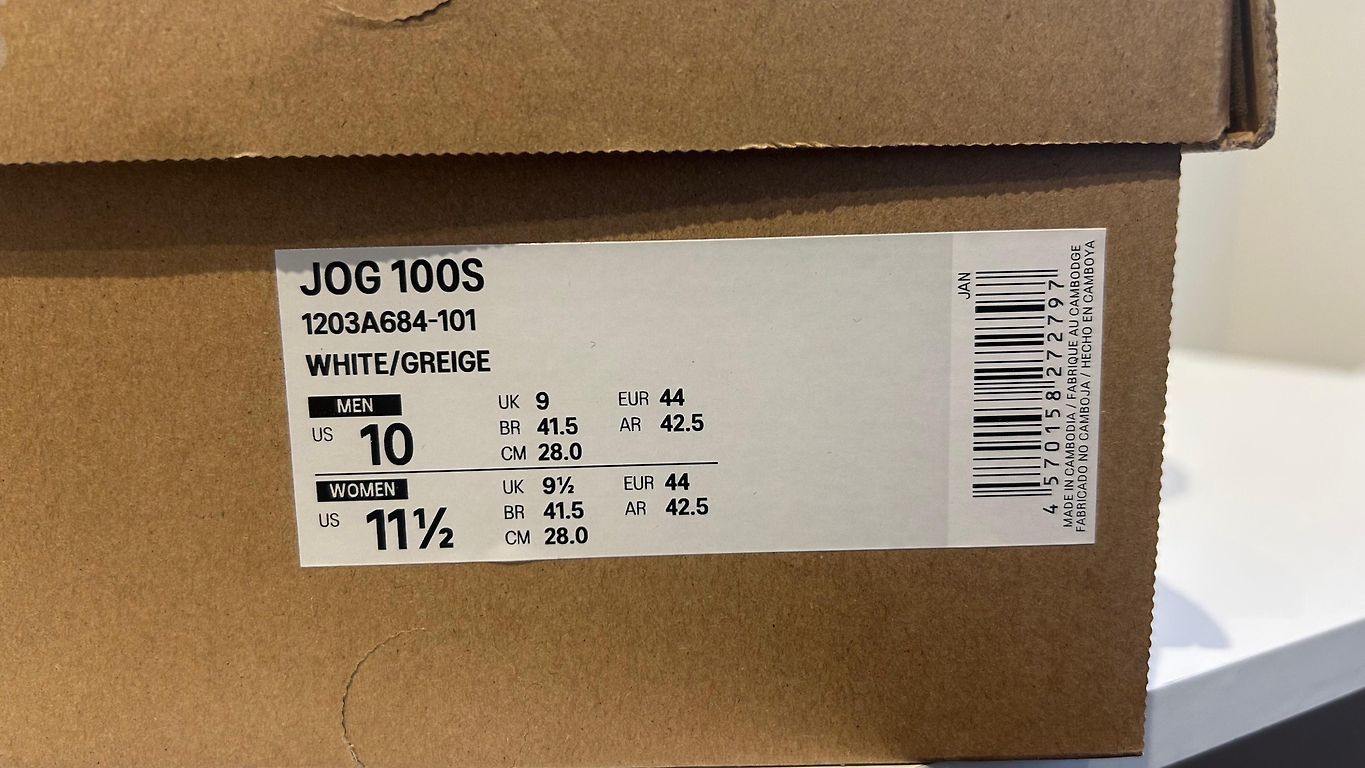 JOG 100S
1203A684-101
WHITE/GREIGE
MEN
US 10
UK 9 EUR 44
BR 41.5 AR 42.5
CM 28.0
WOMEN
US 11½
UK 9½ EUR 44
BR 41.5 AR 42.5
CM 28.0
JAN
4 570158 272797
MADE IN CAMBODIA / FABRIQUE AU CAMBODGE
FABRICADO NO CAMBOJA / HECHO EN CAMBOYA